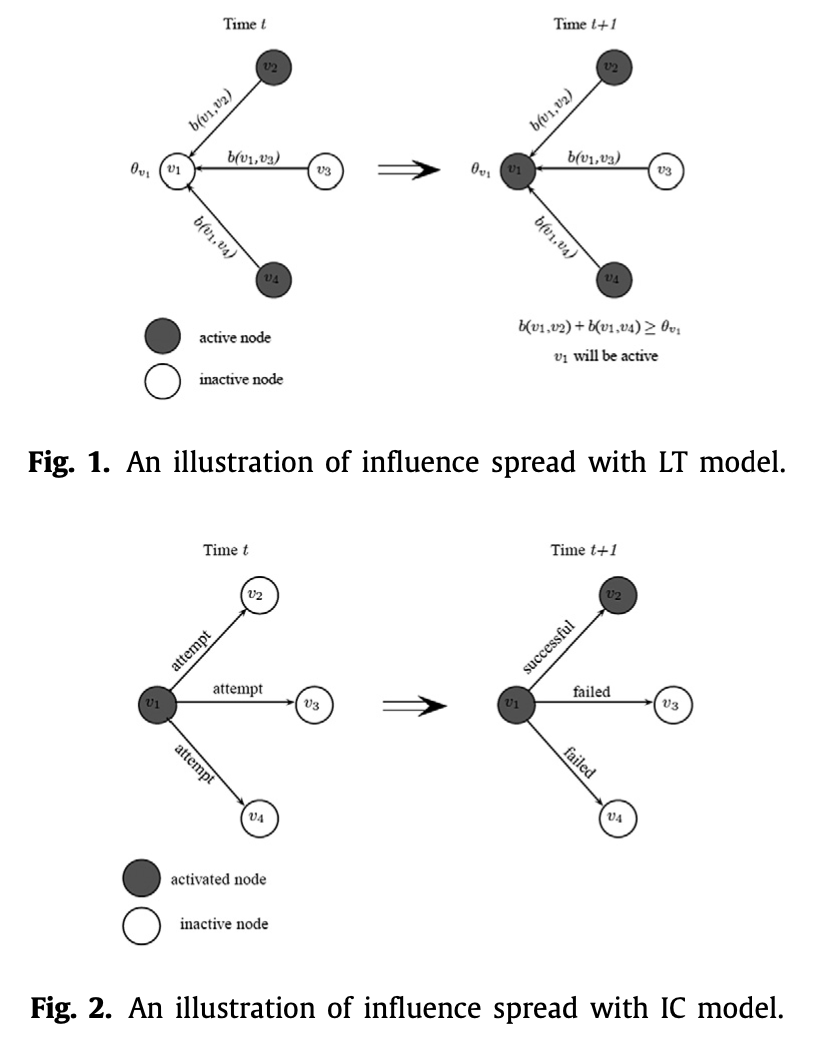 Time t
Time t+1
v2
v2
b(v1,v2)
b(v1,v2)
θv1
v1
b(v1,v3)
v3
θv1
v1
b(v1,v3)
v3
b(v1,v4)
b(v1,v4)
v4
v4
active node
inactive node
b(v1,v2) + b(v1,v4) ≥ θv1
v1 will be active
Fig. 1. An illustration of influence spread with LT model.
Time t
Time t+1
v2
v2
attempt
successful
v1
attempt
v3
v1
failed
v3
attempt
failed
v4
v4
activated node
inactive node
Fig. 2. An illustration of influence spread with IC model.